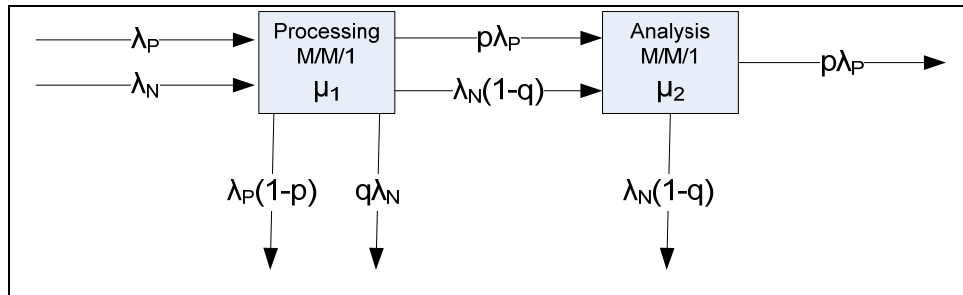 λP
λN
Processing
M/M/1
μ1
pλP
λN(1-q)
Analysis
M/M/1
μ2
pλP
λP(1-p)
qλN
λN(1-q)